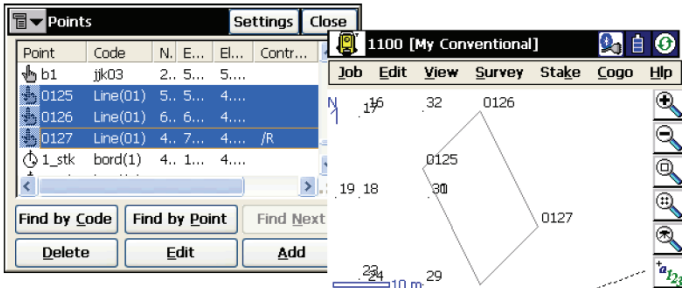 Points Settings Close
Point Code N. E... El... Contr...
b1 jjk03 2.. 5... 5....
0125 Line(01) 5.. 5... 4....
0126 Line(01) 6.. 6... 4....
0127 Line(01) 4.. 7... 4.... /R
1_stk bord(1) 4.. 1... 4....
Find by Code Find by Point Find Next
Delete Edit Add
1100 [My Conventional]
Job Edit View Survey Stake Cogo Hlp
N 16 32 0126
17
0125
19 18 30
0127
23
24 29
10 m